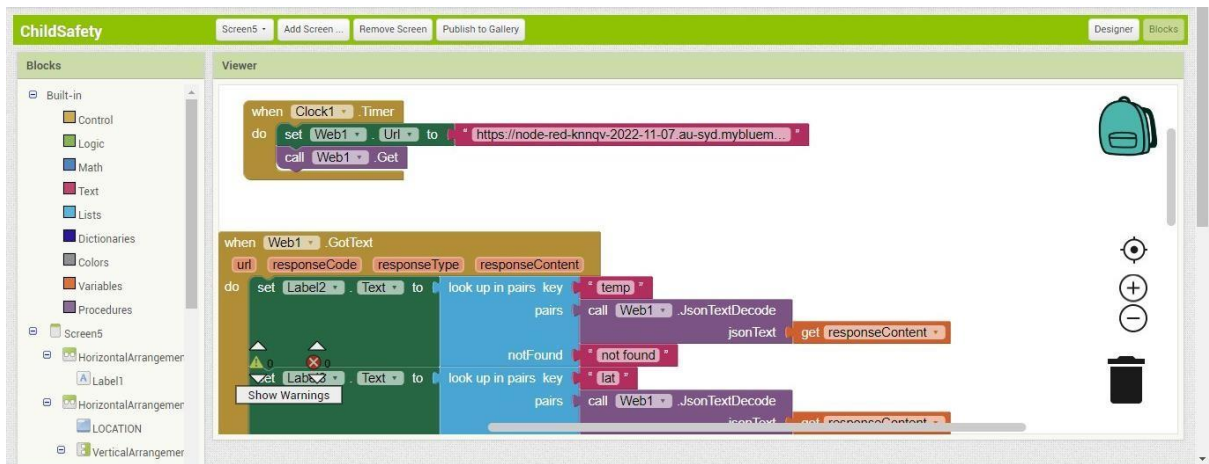 ChildSafety Screen5 Add Screen ... Remove Screen Publish to Gallery Designer Blocks
Blocks
Viewer
Built-in
Control
Logic
Math
Text
Lists
Dictionaries
Colors
Variables
Procedures
Screen5
HorizontalArrangemer
Label1
HorizontalArrangemer
LOCATION
VerticalArrangemer
when Clock1 .Timer
do set Web1 . Url to " https://node-red-knnqv-2022-11-07.au-syd.mybluem... "
call Web1 .Get
when Web1 .GotText
url responseCode responseType responseContent
do set Label2 . Text to look up in pairs key " temp "
pairs call Web1 .JsonTextDecode
jsonText get responseContent
notFound " not found "
set . Text to look up in pairs key " lat "
pairs call Web1 .JsonTextDecode
jsonText get responseContent
0 0
Show Warnings